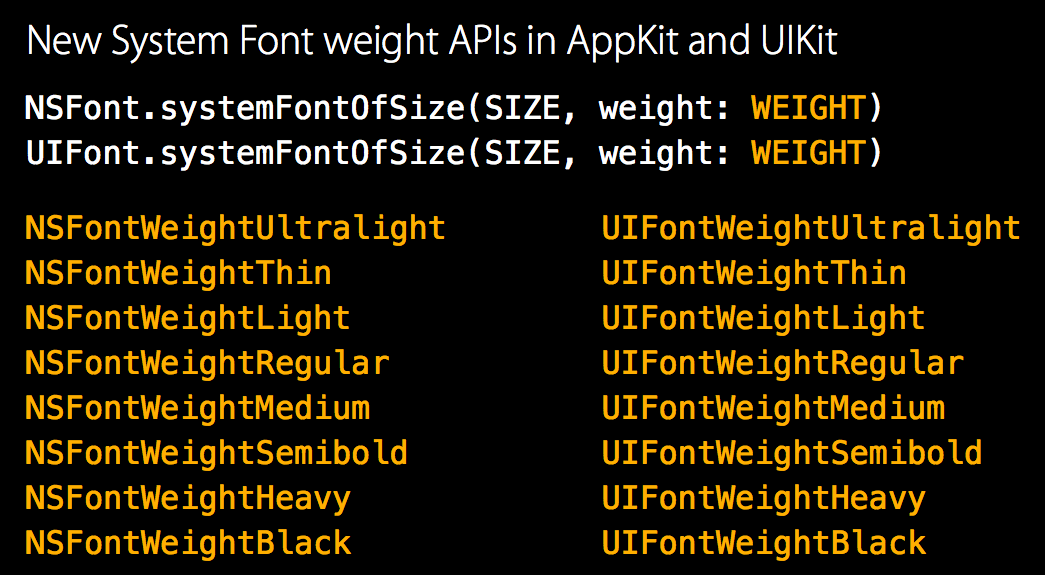 New System Font weight APIs in AppKit and UIKit
NSFont.systemFontOfSize(SIZE, weight: WEIGHT)
UIFont.systemFontOfSize(SIZE, weight: WEIGHT)
NSFontWeightUltralight UIFontWeightUltralight
NSFontWeightThin UIFontWeightThin
NSFontWeightLight UIFontWeightLight
NSFontWeightRegular UIFontWeightRegular
NSFontWeightMedium UIFontWeightMedium
NSFontWeightSemibold UIFontWeightSemibold
NSFontWeightHeavy UIFontWeightHeavy
NSFontWeightBlack UIFontWeightBlack